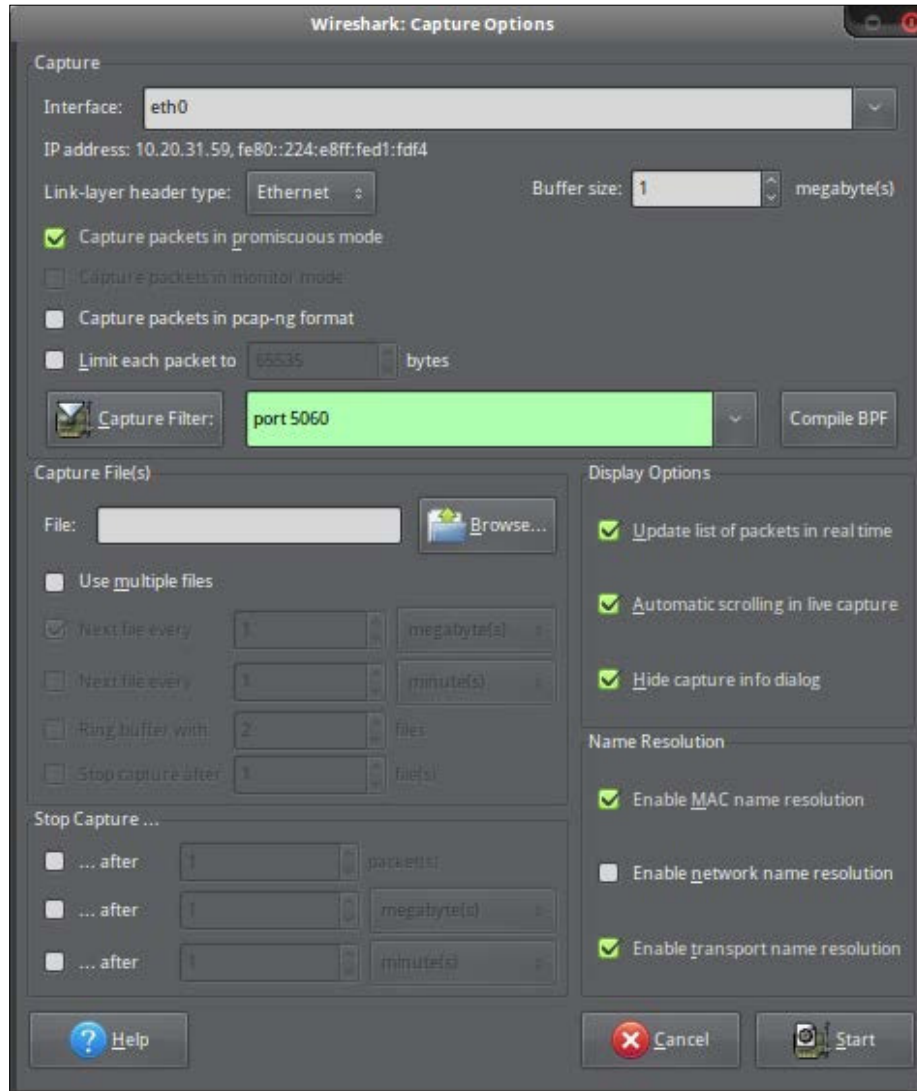 Wireshark: Capture Options
Capture
Interface: eth0
IP address: 10.20.31.59, fe80::224:e8ff:fed1:fdf4
Link-layer header type: Ethernet Buffer size: 1 megabyte(s)
Capture packets in promiscuous mode
Capture packets in monitor mode
Capture packets in pcap-ng format
Limit each packet to 65535 bytes
Capture Filter: port 5060 Compile BPF
Capture File(s)
File: Browse...
Use multiple files
Next file every 1 megabyte(s)
Next file every 1 minute(s)
Ring buffer with 2 files
Stop capture after 1 file(s)
Display Options
Update list of packets in real time
Automatic scrolling in live capture
Hide capture info dialog
Name Resolution
Enable MAC name resolution
Enable network name resolution
Enable transport name resolution
Stop Capture ...
... after 1 packet(s)
... after 1 megabyte(s)
... after 1 minute(s)
Help Cancel Start